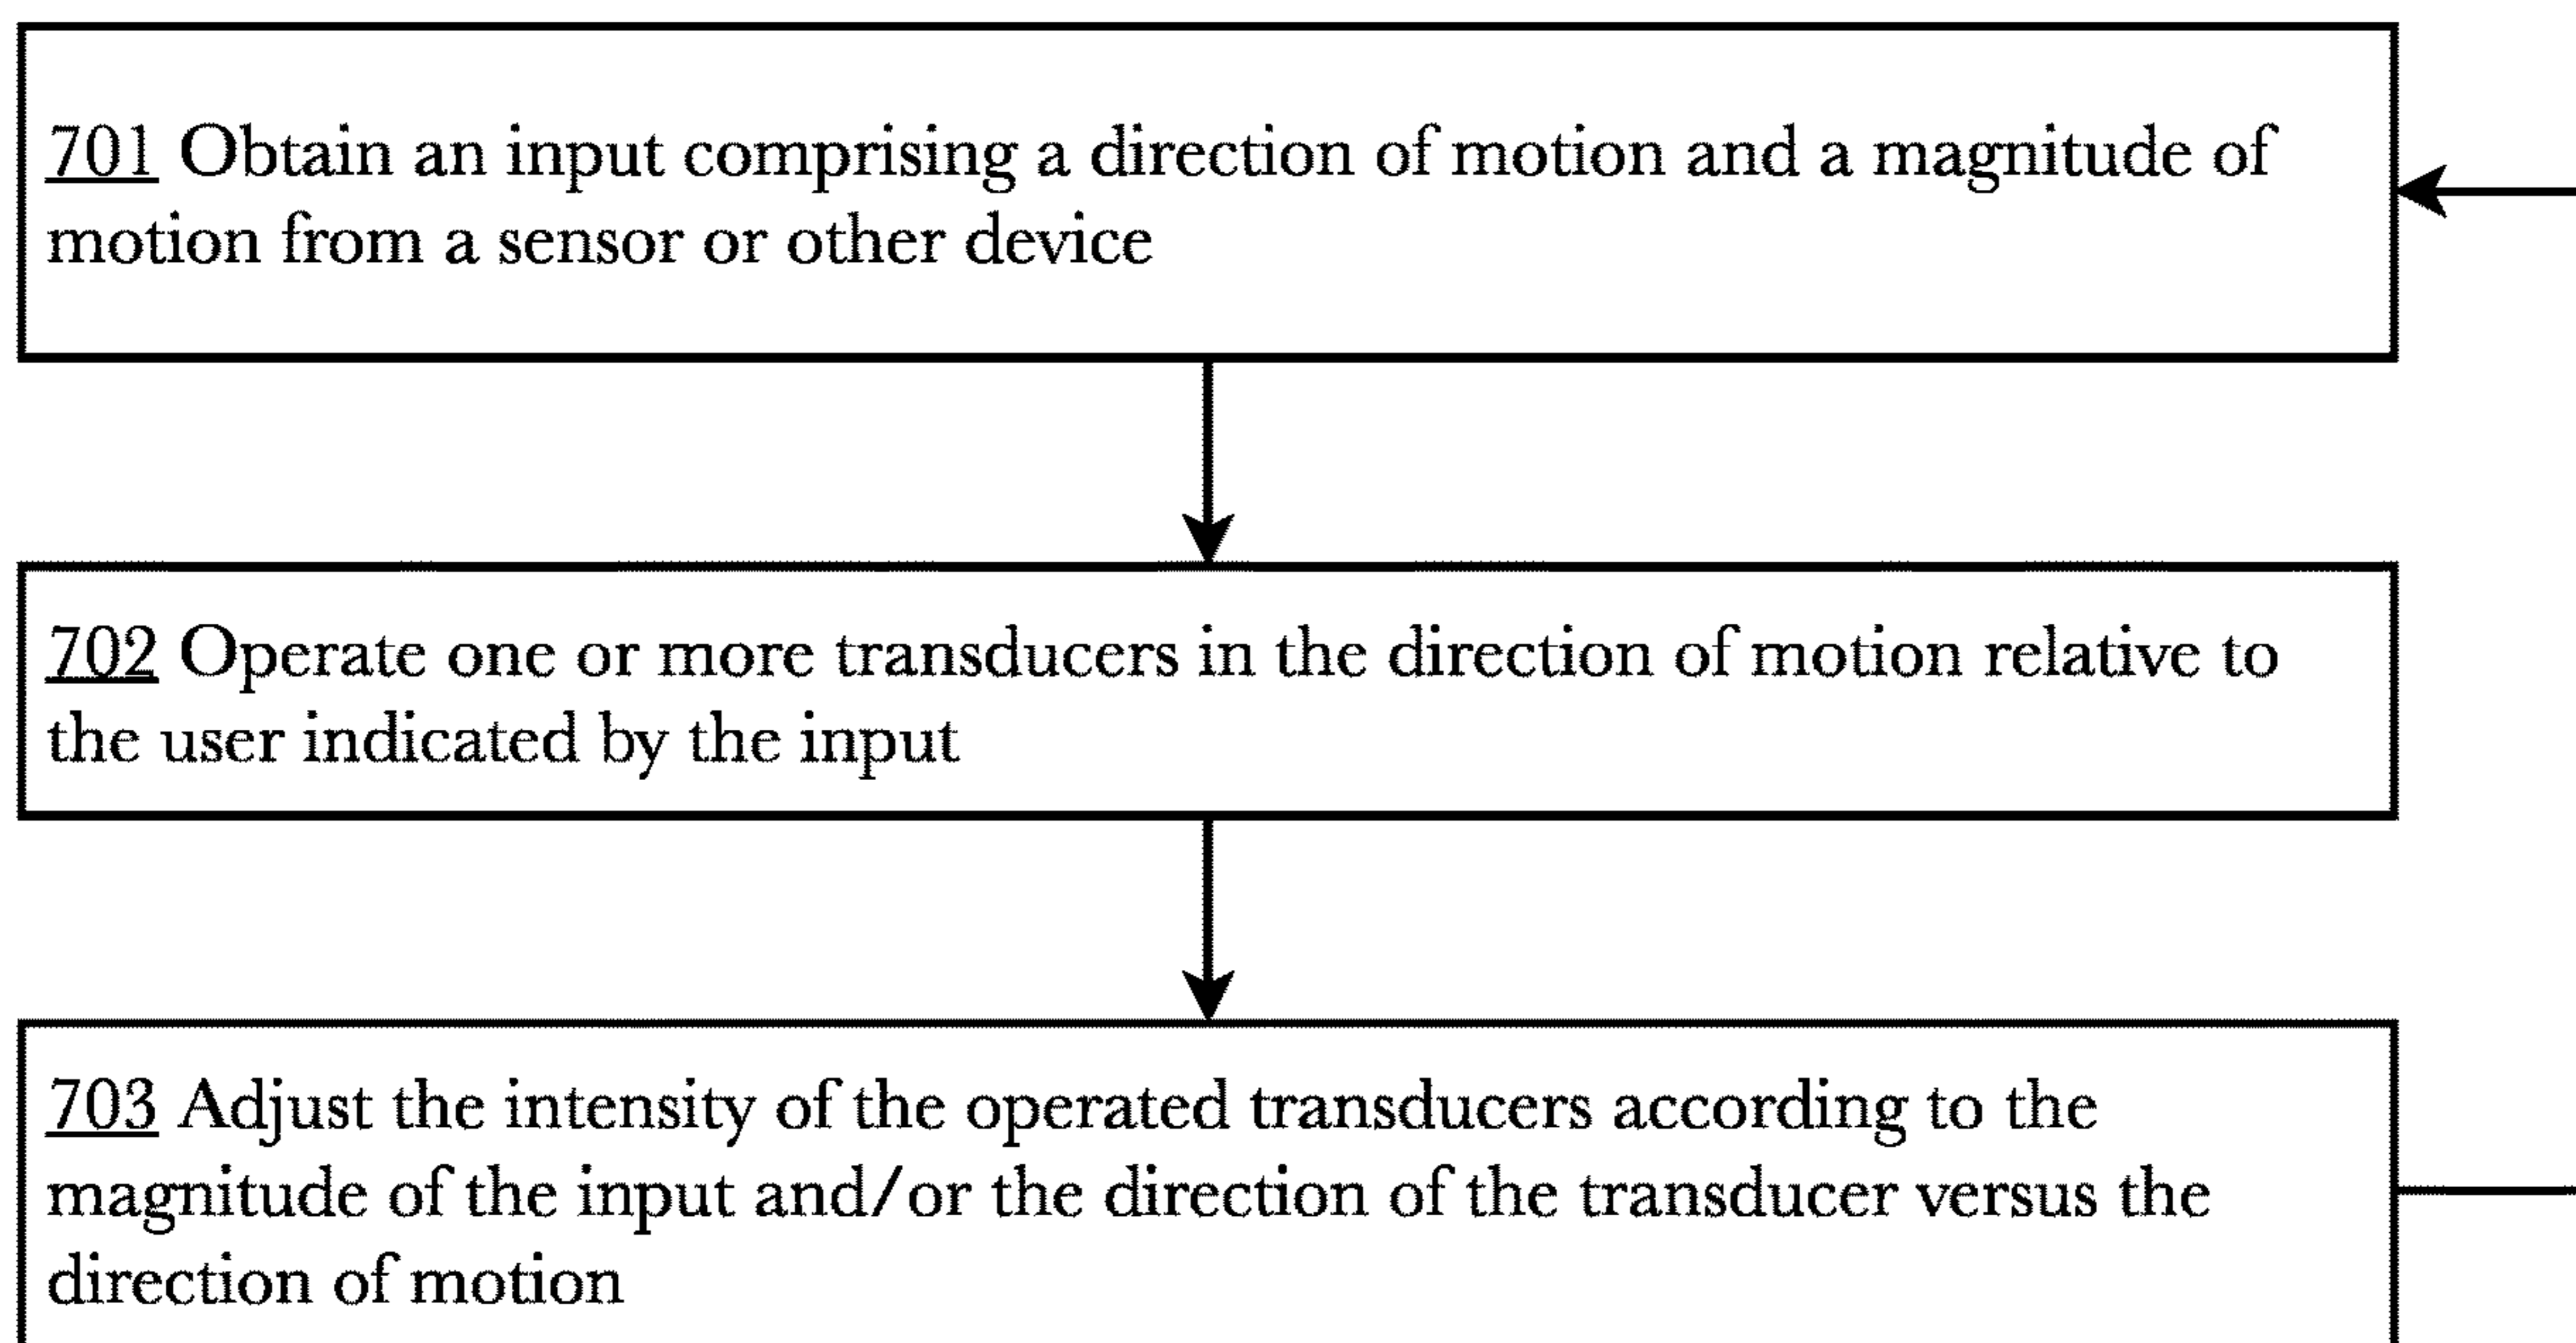 701 Obtain an input comprising a direction of motion and a magnitude of
motion from a sensor or other device
702 Operate one or more transducers in the direction of motion relative to
the user indicated by the input
703 Adjust the intensity of the operated transducers according to the
magnitude of the input and/or the direction of the transducer versus the
direction of motion